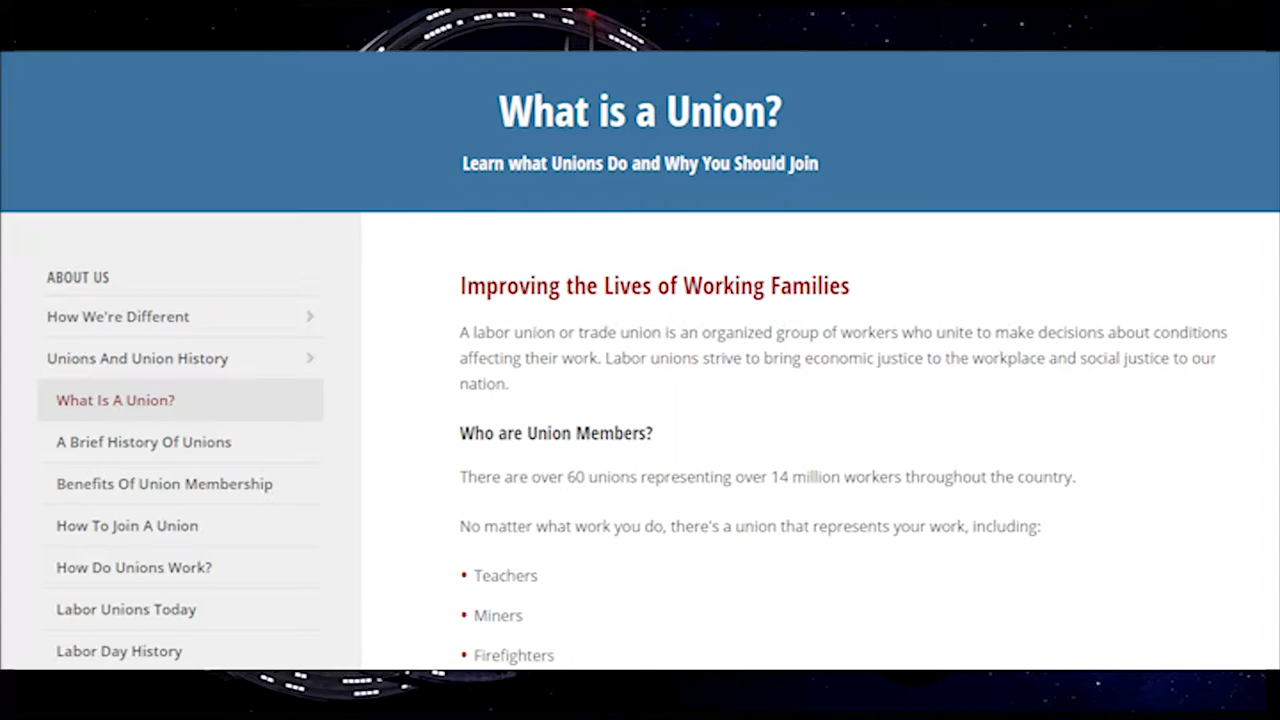 What is a Union?
Learn what Unions Do and Why You Should Join
ABOUT US
How We're Different
Unions And Union History
What Is A Union?
A Brief History Of Unions
Benefits Of Union Membership
How To Join A Union
How Do Unions Work?
Labor Unions Today
Labor Day History
Improving the Lives of Working Families
A labor union or trade union is an organized group of workers who unite to make decisions about conditions
affecting their work. Labor unions strive to bring economic justice to the workplace and social justice to our
nation.
Who are Union Members?
There are over 60 unions representing over 14 million workers throughout the country.
No matter what work you do, there's a union that represents your work, including:
• Teachers
• Miners
• Firefighters